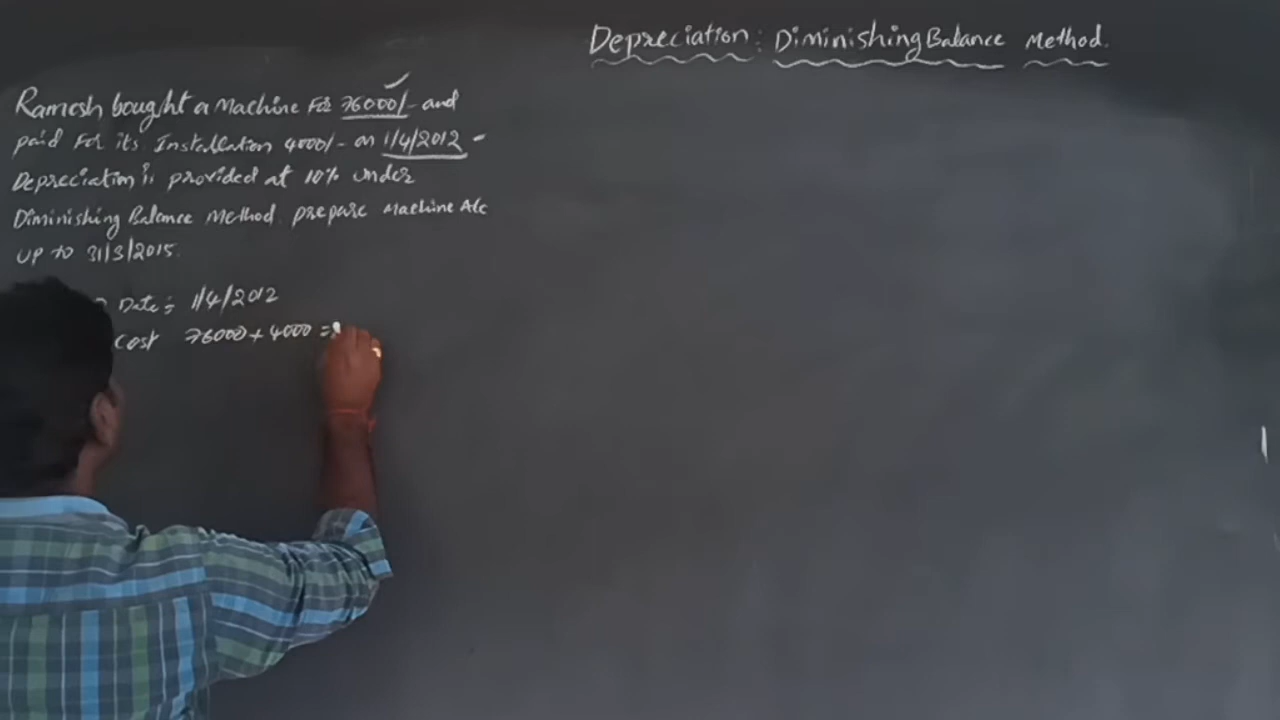 Depreciation: Diminishing Balance Method.
Ramesh bought a Machine For 76000/- and
paid For its Installation 4000/- on 1/4/2012 -
Depreciation is provided at 10% under
Diminishing Balance Method. prepare Machine A/c
UP to 31/3/2015.
Date: 1/4/2012
Cost 76000 + 4000 =